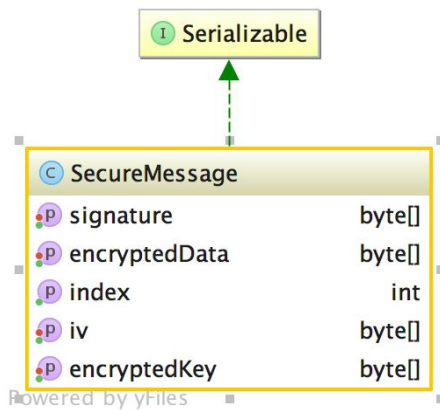 I Serializable
C SecureMessage
p signature byte[]
p encryptedData byte[]
p index int
p iv byte[]
p encryptedKey byte[]
Powered by yFiles